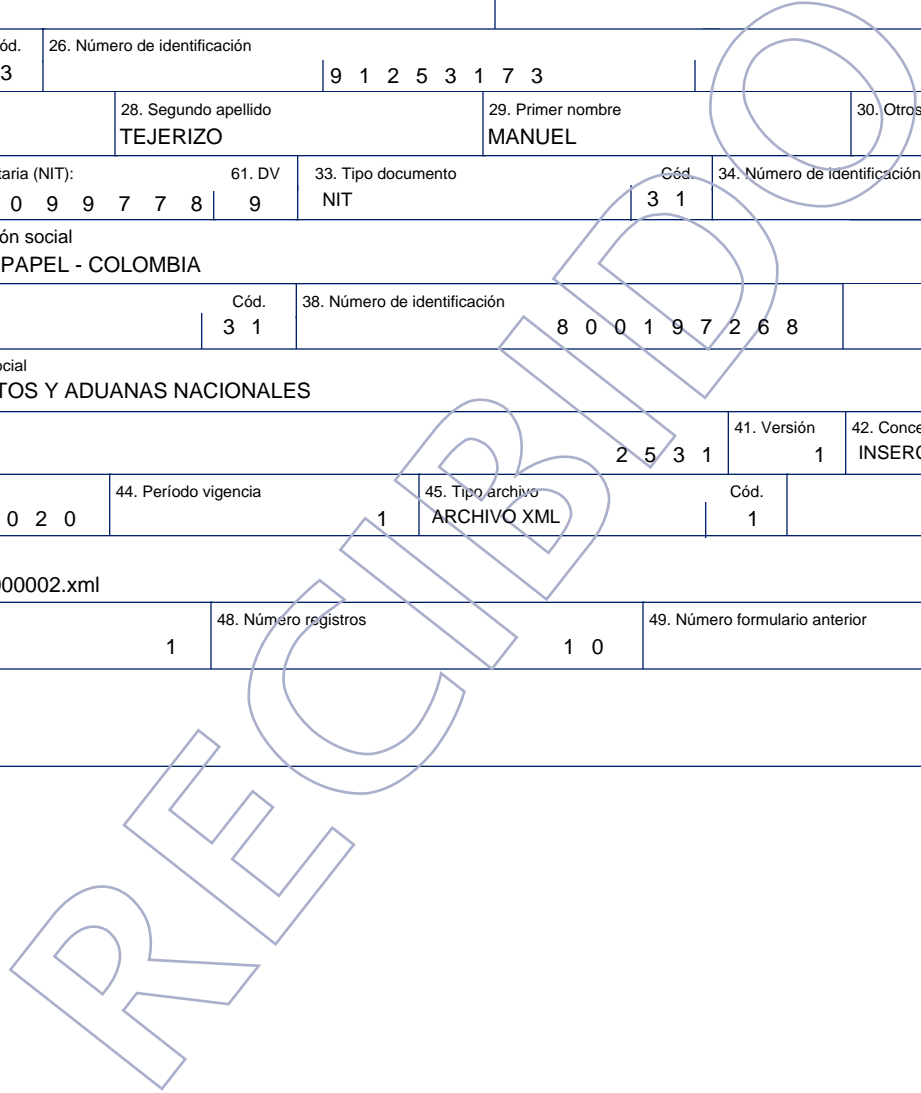 ód. 26. Número de identificación
3 9 1 2 5 3 1 7 3
28. Segundo apellido 29. Primer nombre 30. Otros
TEJERIZO MANUEL
taria (NIT): 61. DV 33. Tipo documento Cód. 34. Número de identificación
0 9 9 7 7 8 9 NIT 3 1
ón social
PAPEL - COLOMBIA
Cód. 38. Número de identificación
3 1 8 0 0 1 9 7 2 6 8
ocial
TOS Y ADUANAS NACIONALES
41. Versión 42. Conce
2 5 3 1 1 INSERC
44. Período vigencia 45. Tipo archivo Cód.
0 2 0 1 ARCHIVO XML 1
000002.xml
48. Número registros 49. Número formulario anterior
1 1 0
RECIBIDO